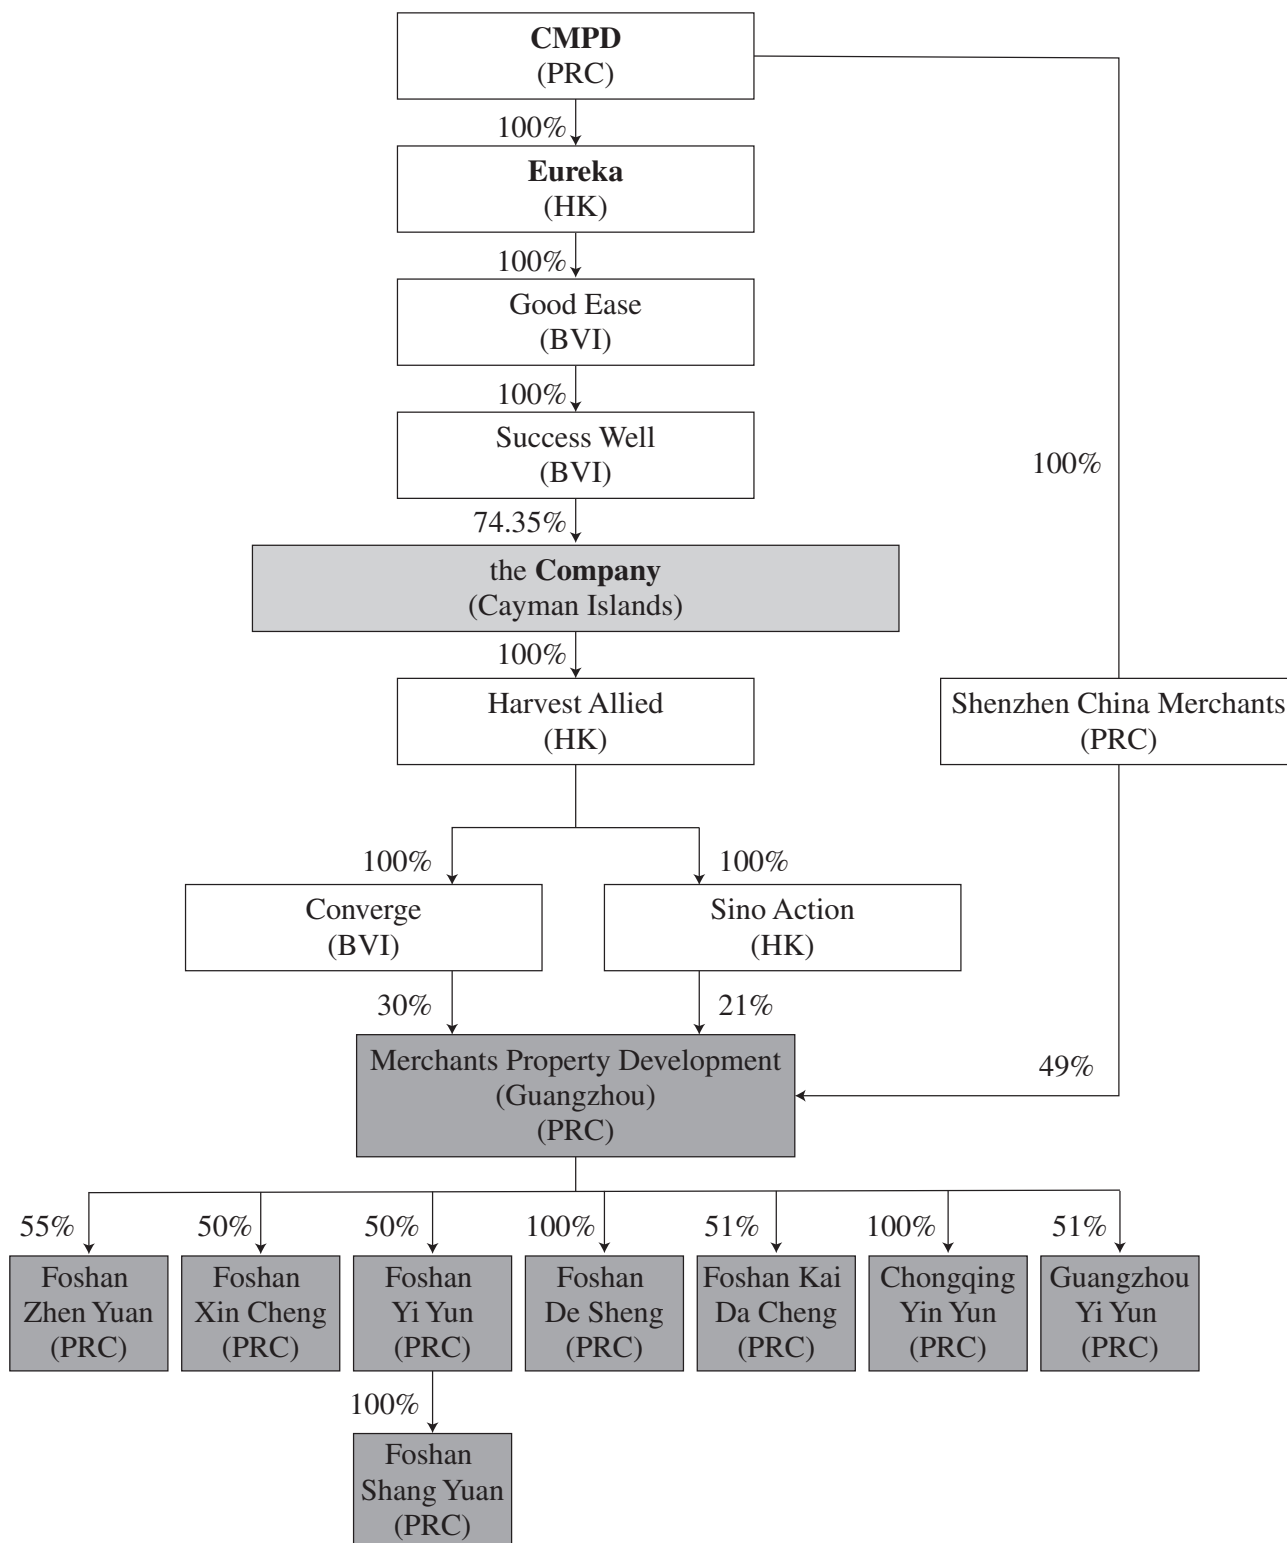 CMPD
(PRC)
100%
Eureka
(HK)
100%
Good Ease
(BVI)
100%
Success Well
(BVI)
100%
74.35%
the Company
(Cayman Islands)
100%
Harvest Allied
(HK)
Shenzhen China Merchants
(PRC)
100%
100%
Converge
(BVI)
Sino Action
(HK)
30%
21%
Merchants Property Development
(Guangzhou)
(PRC)
49%
55%
50%
50%
100%
51%
100%
51%
Foshan
Zhen Yuan
(PRC)
Foshan
Xin Cheng
(PRC)
Foshan
Yi Yun
(PRC)
Foshan
De Sheng
(PRC)
Foshan Kai
Da Cheng
(PRC)
Chongqing
Yin Yun
(PRC)
Guangzhou
Yi Yun
(PRC)
100%
Foshan
Shang Yuan
(PRC)